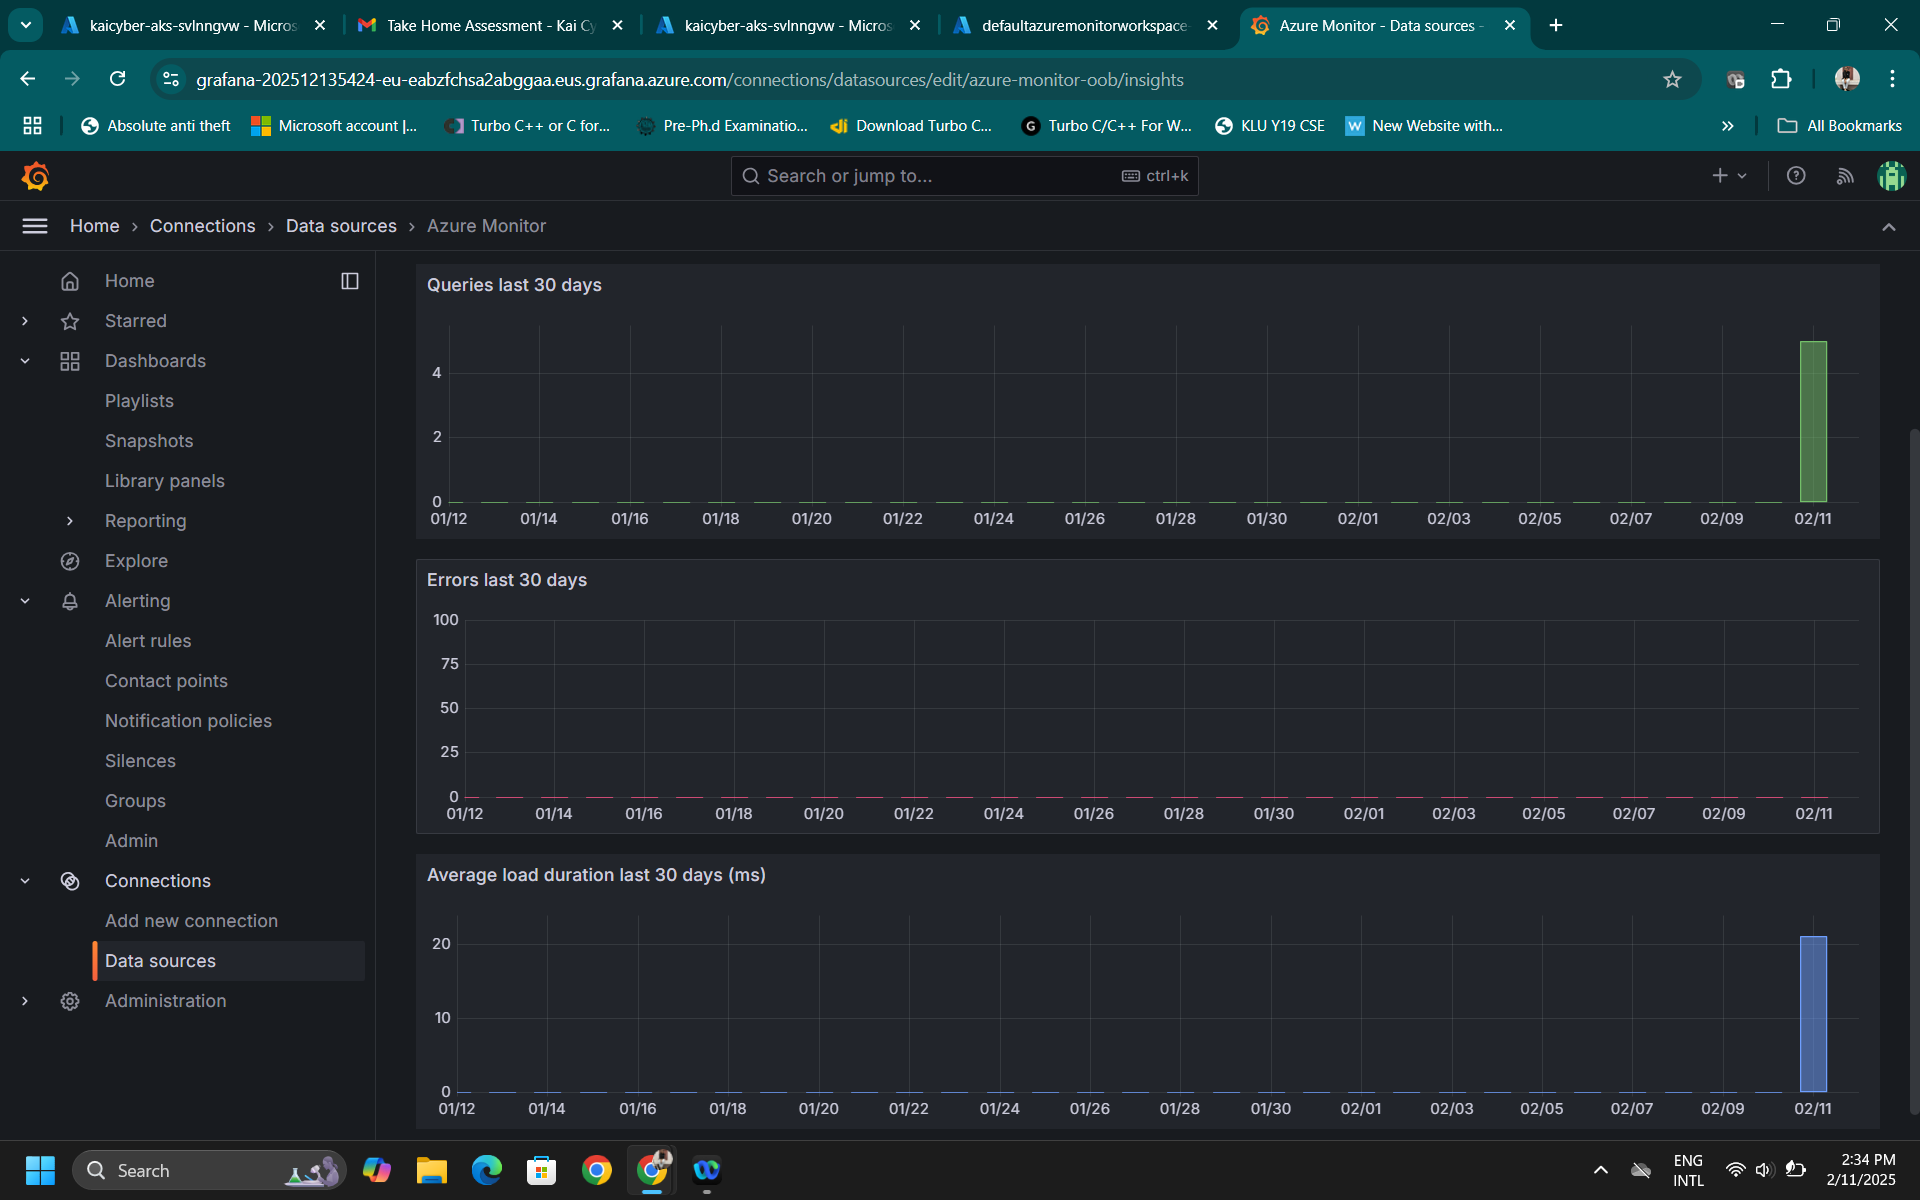 kaicyber-aks-svlnngvw - Micros
Take Home Assessment - Kai Cy
kaicyber-aks-svlnngvw - Micros
defaultazuremonitorworkspace-
Azure Monitor - Data sources -
grafana-202512135424-eu-eabzfchsa2abggaa.eus.grafana.azure.com/connections/datasources/edit/azure-monitor-oob/insights
Absolute anti theft
Microsoft account |...
Turbo C++ or C for...
Pre-Ph.d Examinatio...
Download Turbo C...
Turbo C/C++ For W...
KLU Y19 CSE
New Website with...
All Bookmarks
Search or jump to...
ctrl+k
Home
Connections
Data sources
Azure Monitor
Home
Starred
Dashboards
Playlists
Snapshots
Library panels
Reporting
Explore
Alerting
Alert rules
Contact points
Notification policies
Silences
Groups
Admin
Connections
Add new connection
Data sources
Administration
Queries last 30 days
4
2
0
01/12 01/14 01/16 01/18 01/20 01/22 01/24 01/26 01/28 01/30 02/01 02/03 02/05 02/07 02/09 02/11
Errors last 30 days
100
75
50
25
0
01/12 01/14 01/16 01/18 01/20 01/22 01/24 01/26 01/28 01/30 02/01 02/03 02/05 02/07 02/09 02/11
Average load duration last 30 days (ms)
20
10
0
01/12 01/14 01/16 01/18 01/20 01/22 01/24 01/26 01/28 01/30 02/01 02/03 02/05 02/07 02/09 02/11
Search
ENG
INTL
2:34 PM
2/11/2025